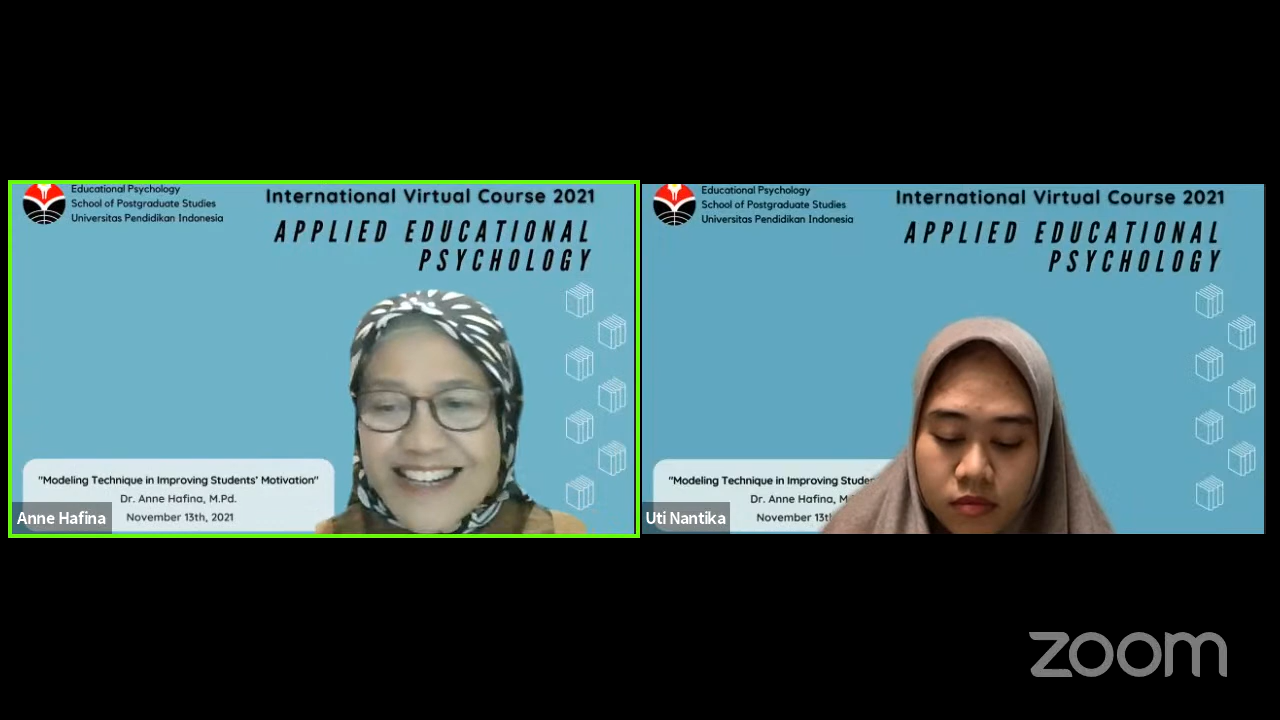 Educational Psychology
School of Postgraduate Studies
Universitas Pendidikan Indonesia
International Virtual Course 2021
APPLIED EDUCATIONAL
PSYCHOLOGY
"Modeling Technique in Improving Students' Motivation"
Dr. Anne Hafina, M.Pd.
November 13th, 2021
Anne Hafina
Educational Psychology
School of Postgraduate Studies
Universitas Pendidikan Indonesia
International Virtual Course 2021
APPLIED EDUCATIONAL
PSYCHOLOGY
"Modeling Technique in Improving
Dr. Anne Hafina,
November 13th
Uti Nantika
zoom